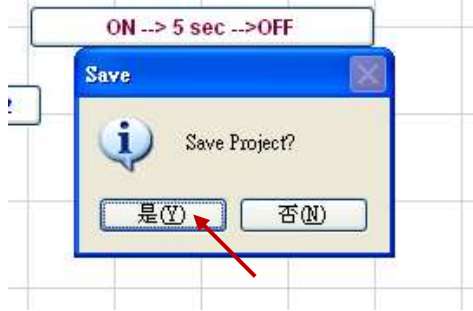 ON --> 5 sec -->OFF
Save
Save Project?
是(Y) 否(N)